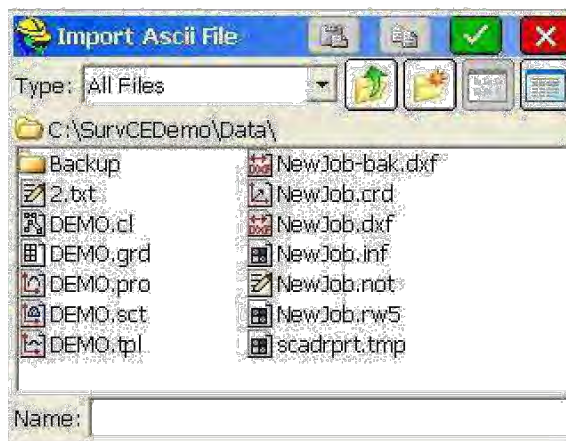 Import Ascii File
Type: All Files
C:\SurvCEDemo\Data\
Backup
2.txt
DEMO.cl
DEMO.grd
DEMO.pro
DEMO.sct
DEMO.tpl
NewJob-bak.dxf
NewJob.crd
NewJob.dxf
NewJob.inf
NewJob.not
NewJob.rw5
scadrprt.tmp
Name: